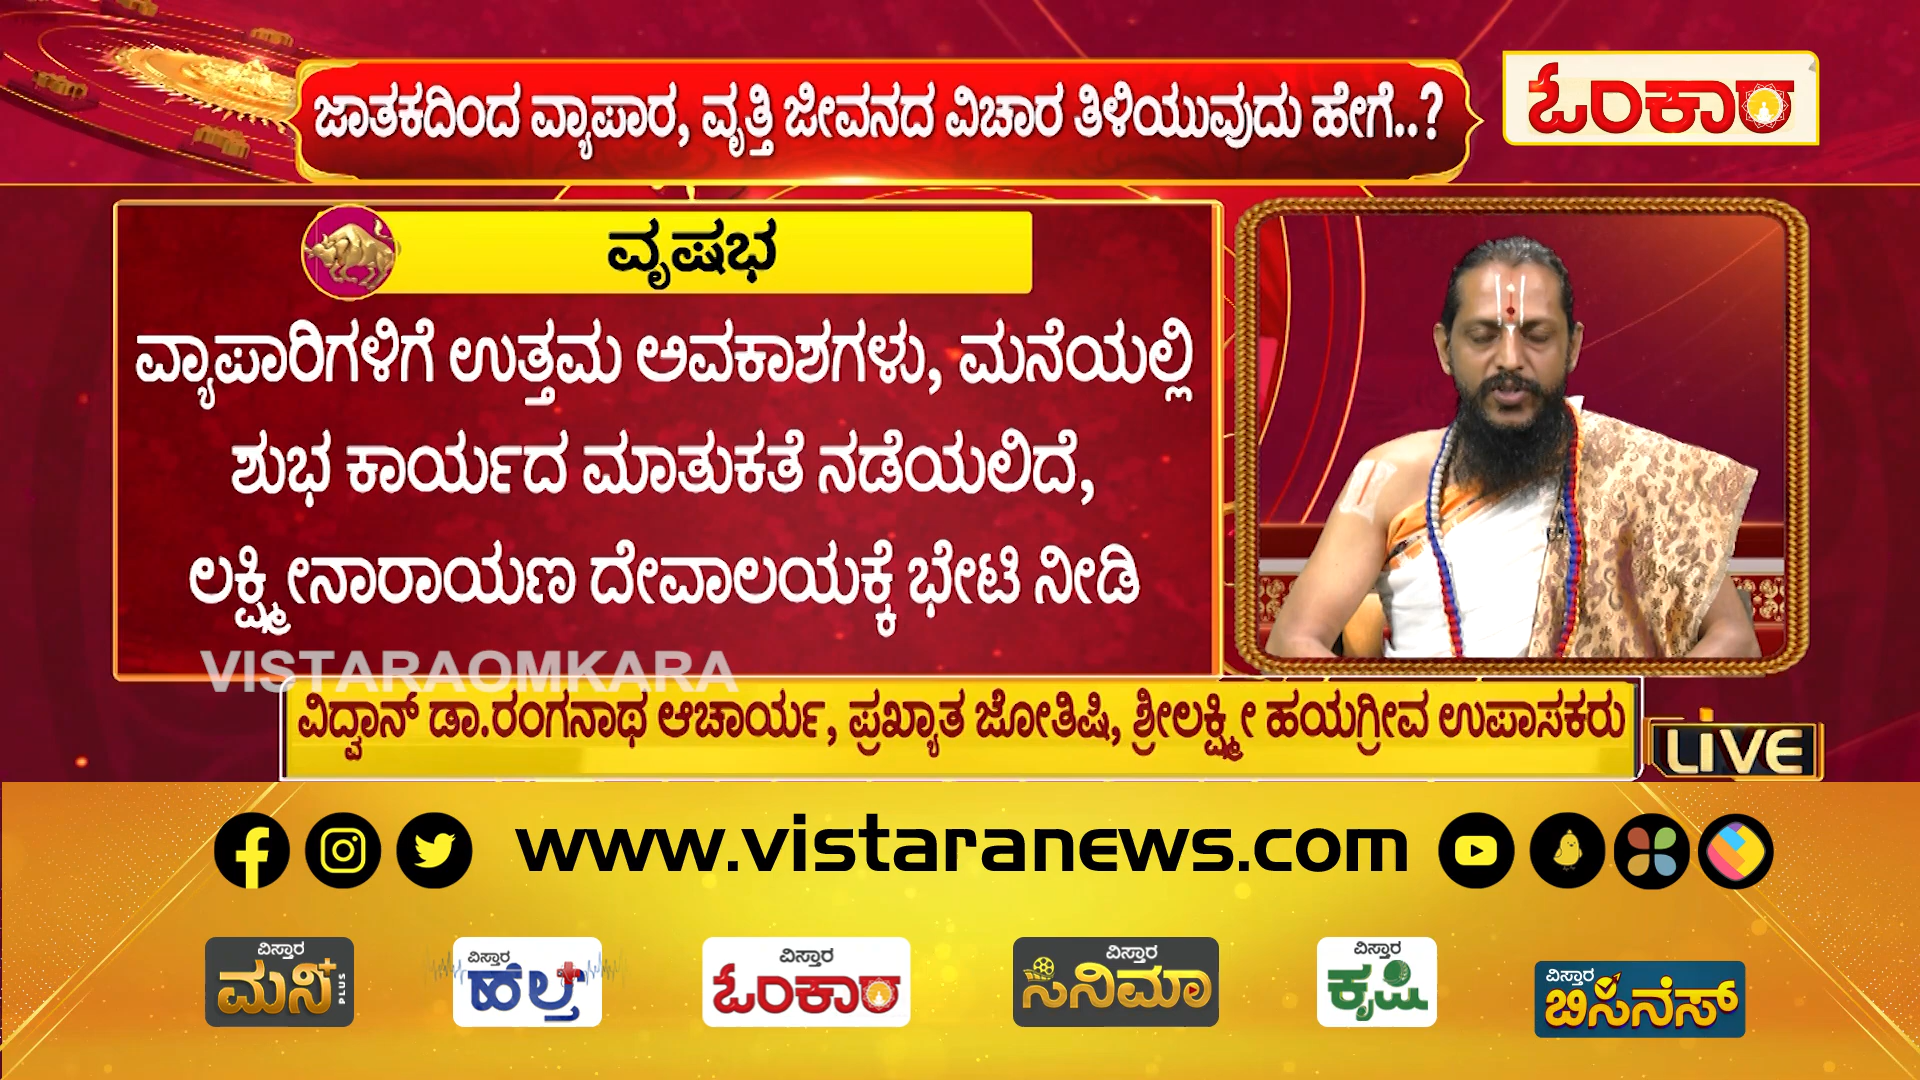 ಜಾತಕದಿಂದ ವ್ಯಾಪಾರ, ವೃತ್ತಿ ಜೀವನದ ವಿಚಾರ ತಿಳಿಯುವುದು ಹೇಗೆ..?
ಓಂಕಾರ
ವೃಷಭ
ವ್ಯಾಪಾರಿಗಳಿಗೆ ಉತ್ತಮ ಅವಕಾಶಗಳು, ಮನೆಯಲ್ಲಿ
ಶುಭ ಕಾರ್ಯದ ಮಾತುಕತೆ ನಡೆಯಲಿದೆ,
ಲಕ್ಷ್ಮೀನಾರಾಯಣ ದೇವಾಲಯಕ್ಕೆ ಭೇಟಿ ನೀಡಿ
VISTARAOMKARA
ವಿದ್ವಾನ್ ಡಾ.ರಂಗನಾಥ ಆಚಾರ್ಯ, ಪ್ರಖ್ಯಾತ ಜ್ಯೋತಿಷಿ, ಶ್ರೀಲಕ್ಷ್ಮೀ ಹಯಗ್ರೀವ ಉಪಾಸಕರು
LIVE
www.vistaranews.com
ವಿಸ್ತಾರ
ಮನಿ+
PLUS
ವಿಸ್ತಾರ
ಹೆಲ್ತ್
ವಿಸ್ತಾರ
ಓಂಕಾರ
ವಿಸ್ತಾರ
ಸಿನಿಮಾ
ವಿಸ್ತಾರ
ಕೃಷಿ
ವಿಸ್ತಾರ
ಬಿಸಿನೆಸ್